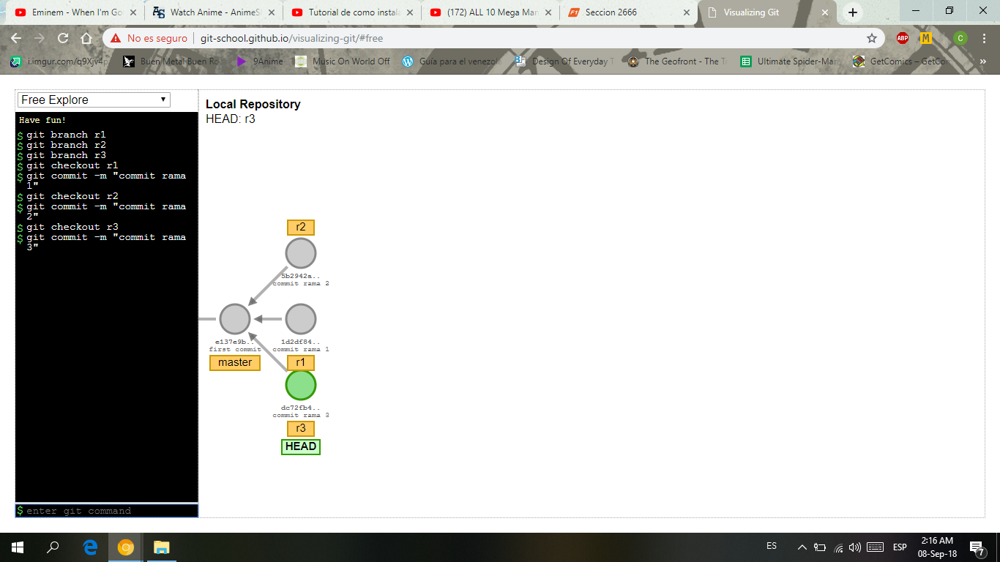 Eminem - When I'm Go
Watch Anime - AnimeS
Tutorial de como instala
(172) ALL 10 Mega Man
Seccion 2666
Visualizing Git
No es seguro
git-school.github.io/visualizing-git/#free
ABP
M
C
i.imgur.com/q9Xjv4p
Buen Metal Buen Ro
9Anime
Music On World Off
Guía para el venezola
Design Of Everyday T
The Geofront - The Tr
Ultimate Spider-Man
GetComics – GetCom
»
Free Explore
Have fun!
$ git branch r1
$ git branch r2
$ git branch r3
$ git checkout r1
$ git commit -m "commit rama
1"
$ git checkout r2
$ git commit -m "commit rama
2"
$ git checkout r3
$ git commit -m "commit rama
3"
$ enter git command
Local Repository
HEAD: r3
r2
5b2942a..
commit rama 2
e137e9b..
first commit
master
1d2df84..
commit rama 1
r1
dc72fb4..
commit rama 3
r3
HEAD
ES
ESP
2:16 AM
08-Sep-18
7